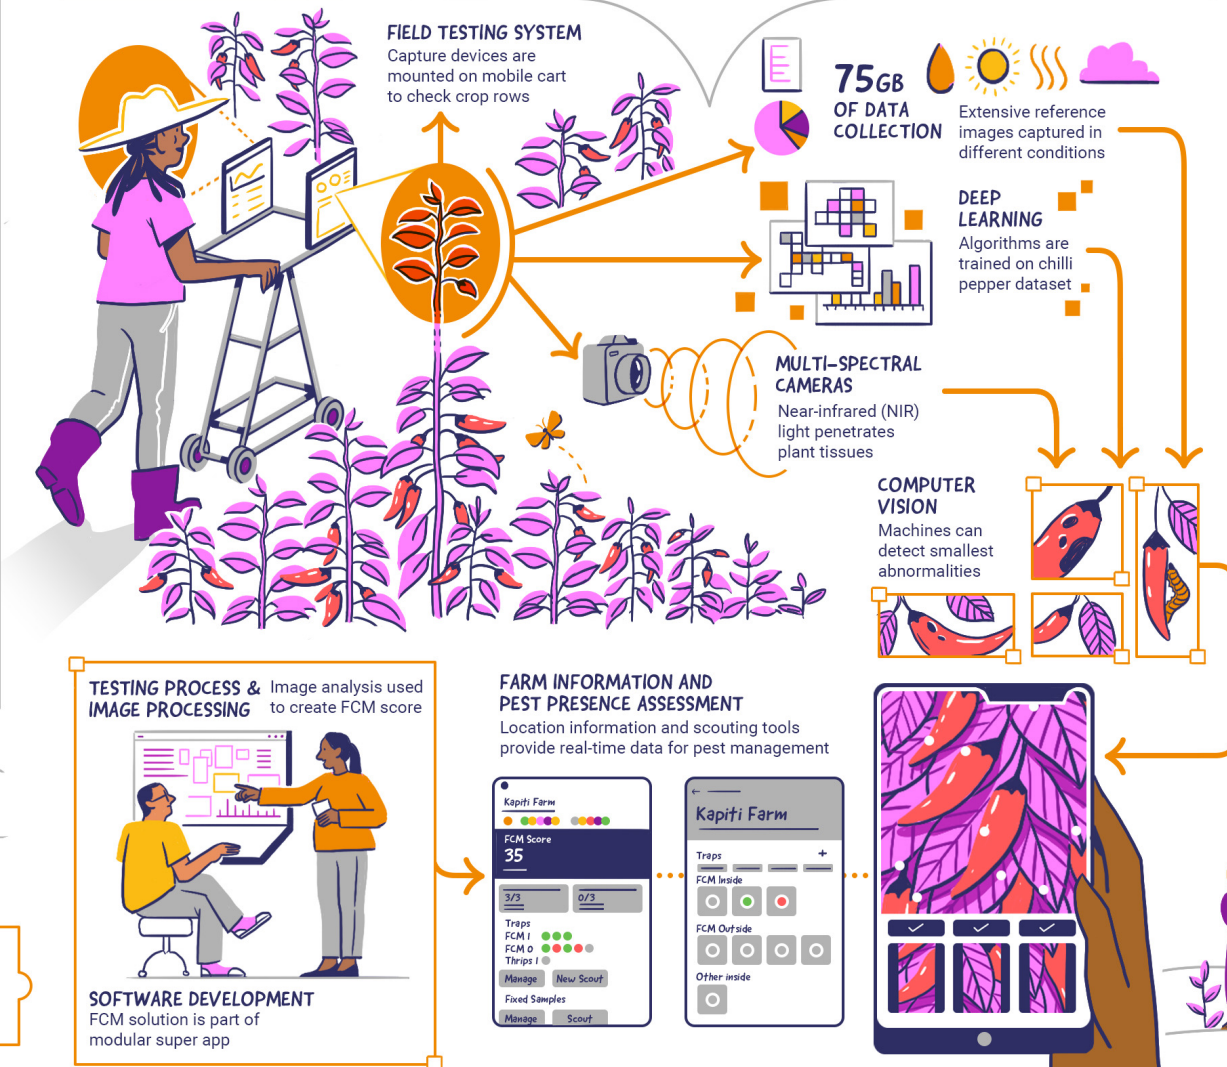 FIELD TESTING SYSTEM
Capture devices are
mounted on mobile cart
to check crop rows
75GB
OF DATA
COLLECTION
Extensive reference
images captured in
different conditions
DEEP
LEARNING
Algorithms are
trained on chilli
pepper dataset
MULTI-SPECTRAL
CAMERAS
Near-infrared (NIR)
light penetrates
plant tissues
COMPUTER
VISION
Machines can
detect smallest
abnormalities
TESTING PROCESS &
IMAGE PROCESSING
Image analysis used
to create FCM score
SOFTWARE DEVELOPMENT
FCM solution is part of
modular super app
FARM INFORMATION AND
PEST PRESENCE ASSESSMENT
Location information and scouting tools
provide real-time data for pest management
Kapiti Farm
FCM Score
35
3/3
0/3
Traps
FCM I
FCM O
Thrips I
Manage
New Scout
Fixed Samples
Manage
Scout
Kapiti Farm
Traps +
FCM Inside
FCM Outside
Other inside